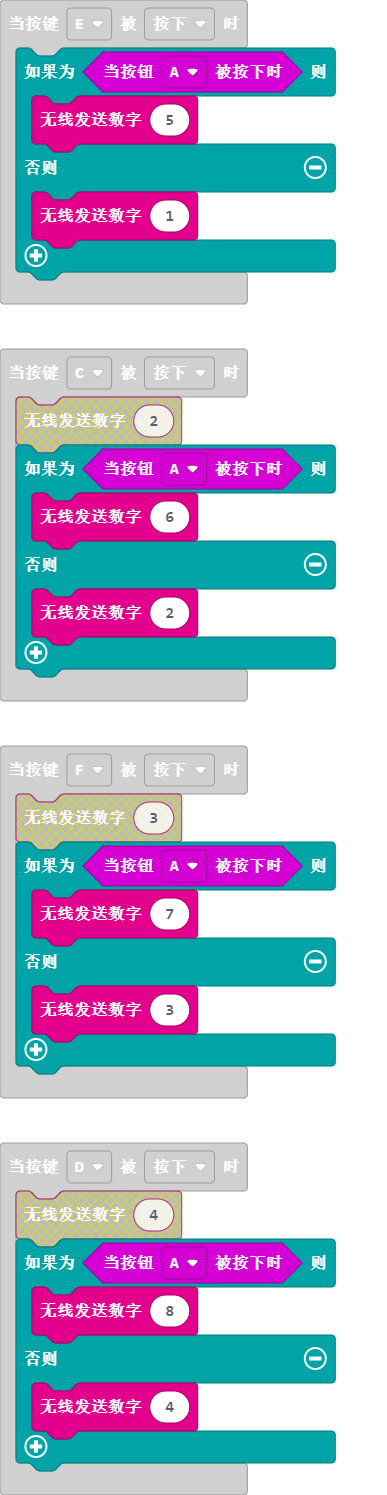 当按键 E 被 按下 时
如果为 当按钮 A 被按下时 则
无线发送数字 5
否则
无线发送数字 1
当按键 C 被 按下 时
无线发送数字 2
如果为 当按钮 A 被按下时 则
无线发送数字 6
否则
无线发送数字 2
当按键 F 被 按下 时
无线发送数字 3
如果为 当按钮 A 被按下时 则
无线发送数字 7
否则
无线发送数字 3
当按键 D 被 按下 时
无线发送数字 4
如果为 当按钮 A 被按下时 则
无线发送数字 8
否则
无线发送数字 4